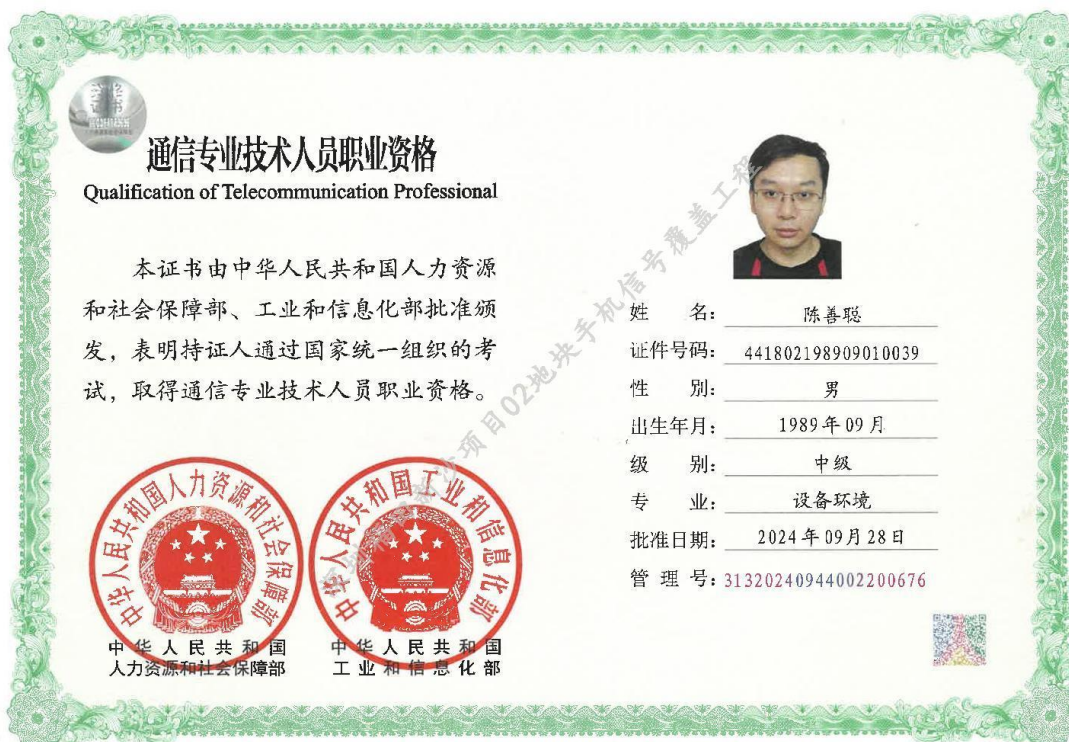 通信专业技术人员职业资格
Qualification of Telecommunication Professional
本证书由中华人民共和国人力资源
和社会保障部、工业和信息化部批准颁
发，表明持证人通过国家统一组织的考
试，取得通信专业技术人员职业资格。
中华人民共和国人力资源和社会保障部
中华人民共和国工业和信息化部
中华人民共和国
人力资源和社会保障部
中华人民共和国
工业和信息化部
姓名：陈善聪
证件号码：441802198909010039
性别：男
出生年月：1989年09月
级别：中级
专业：设备环境
批准日期：2024年09月28日
管理号：31320240944002200676
项目02地块手机信号覆盖工程